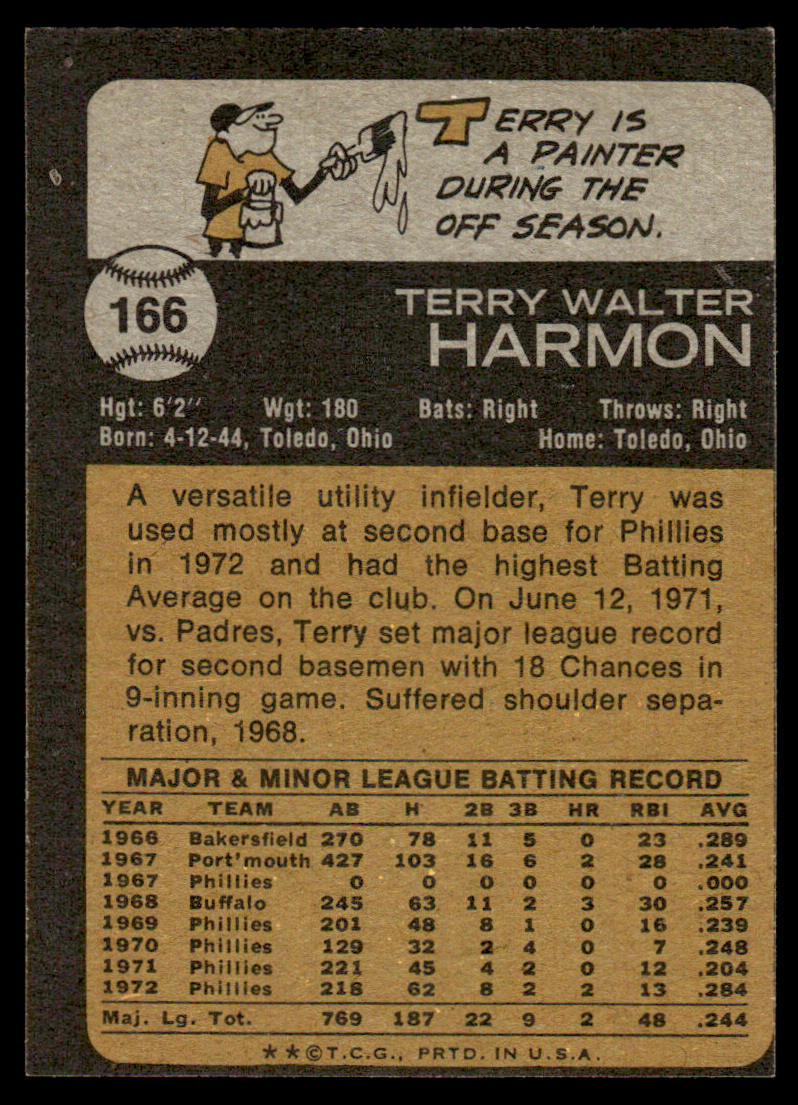 TERRY IS
A PAINTER
DURING THE
OFF SEASON.
166
TERRY WALTER
HARMON
Hgt: 6'2" Wgt: 180 Bats: Right Throws: Right
Born: 4-12-44, Toledo, Ohio Home: Toledo, Ohio
A versatile utility infielder, Terry was
used mostly at second base for Phillies
in 1972 and had the highest Batting
Average on the club. On June 12, 1971,
vs. Padres, Terry set major league record
for second basemen with 18 Chances in
9-inning game. Suffered shoulder sepa-
ration, 1968.
MAJOR & MINOR LEAGUE BATTING RECORD
YEAR TEAM AB H 2B 3B HR RBI AVG
1966 Bakersfield 270 78 11 5 0 23 .289
1967 Port'mouth 427 103 16 6 2 28 .241
1967 Phillies 0 0 0 0 0 0 .000
1968 Buffalo 245 63 11 2 3 30 .257
1969 Phillies 201 48 8 1 0 16 .239
1970 Phillies 129 32 2 4 0 7 .248
1971 Phillies 221 45 4 2 0 12 .204
1972 Phillies 218 62 8 2 2 13 .284
Maj. Lg. Tot. 769 187 22 9 2 48 .244
**©T.C.G., PRTD. IN U.S.A.